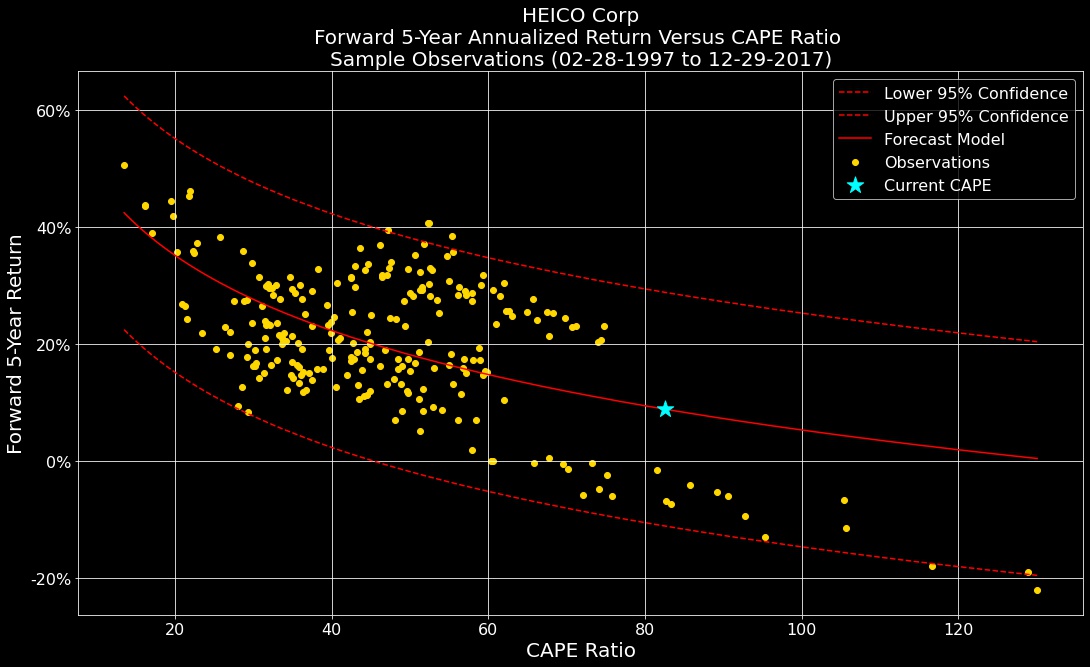 HEICO Corp
Forward 5-Year Annualized Return Versus CAPE Ratio
Sample Observations (02-28-1997 to 12-29-2017)
Lower 95% Confidence
Upper 95% Confidence
Forecast Model
Observations
Current CAPE
Forward 5-Year Return
60%
40%
20%
0%
-20%
20 40 60 80 100 120
CAPE Ratio